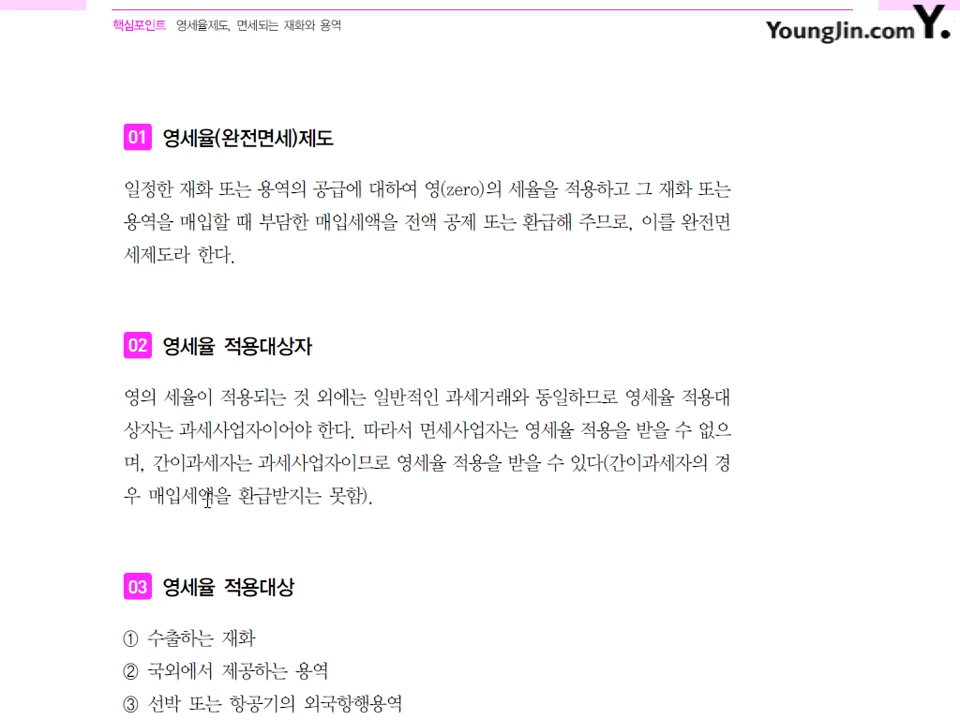 핵심포인트 영세율제도, 면세되는 재화와 용역
YoungJin.com Y.
01 영세율(완전면세)제도
일정한 재화 또는 용역의 공급에 대하여 영(zero)의 세율을 적용하고 그 재화 또는
용역을 매입할 때 부담한 매입세액을 전액 공제 또는 환급해 주므로, 이를 완전면
세제도라 한다.
02 영세율 적용대상자
영의 세율이 적용되는 것 외에는 일반적인 과세거래와 동일하므로 영세율 적용대
상자는 과세사업자이어야 한다. 따라서 면세사업자는 영세율 적용을 받을 수 없으
며, 간이과세자는 과세사업자이므로 영세율 적용을 받을 수 있다(간이과세자의 경
우 매입세액을 환급받지는 못함).
03 영세율 적용대상
① 수출하는 재화
② 국외에서 제공하는 용역
③ 선박 또는 항공기의 외국항행용역